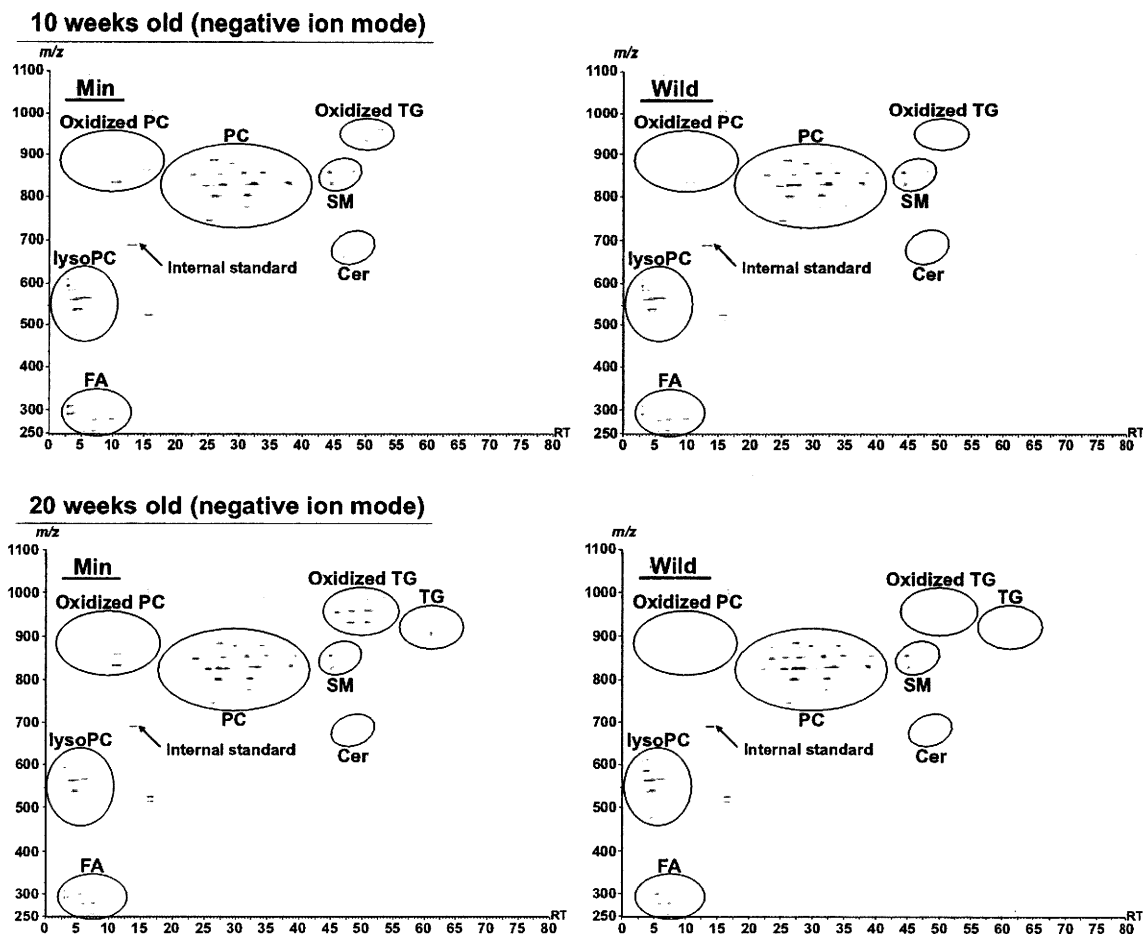 10 weeks old (negative ion mode)
m/z
Min
1100
1000
900
800
700
600
500
400
300
250
Oxidized PC
PC
Oxidized TG
SM
Internal standard
Cer
lysoPC
FA
0 5 10 15 20 25 30 35 40 45 50 55 60 65 70 75 80
RT
m/z
Wild
1100
1000
900
800
700
600
500
400
300
250
Oxidized PC
PC
Oxidized TG
SM
Internal standard
Cer
lysoPC
FA
0 5 10 15 20 25 30 35 40 45 50 55 60 65 70 75 80
RT
20 weeks old (negative ion mode)
m/z
Min
1100
1000
900
800
700
600
500
400
300
250
Oxidized PC
Oxidized TG
TG
SM
PC
Internal standard
Cer
lysoPC
FA
0 5 10 15 20 25 30 35 40 45 50 55 60 65 70 75 80
RT
m/z
Wild
1100
1000
900
800
700
600
500
400
300
250
Oxidized PC
Oxidized TG
TG
SM
PC
Internal standard
Cer
lysoPC
FA
0 5 10 15 20 25 30 35 40 45 50 55 60 65 70 75 80
RT